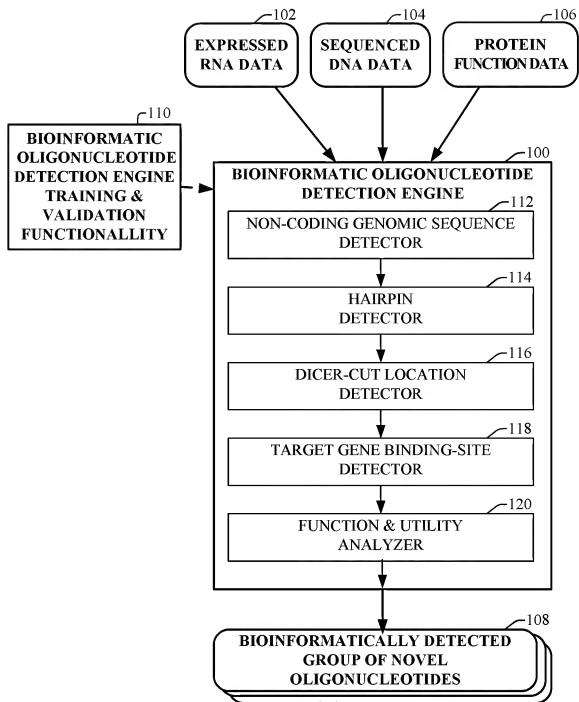 102
EXPRESSED
RNA DATA
104
SEQUENCED
DNA DATA
106
PROTEIN
FUNCTION DATA
110
BIOINFORMATIC
OLIGONUCLEOTIDE
DETECTION ENGINE
TRAINING &
VALIDATION
FUNCTIONALLITY
100
BIOINFORMATIC OLIGONUCLEOTIDE
DETECTION ENGINE
112
NON-CODING GENOMIC SEQUENCE
DETECTOR
114
HAIRPIN
DETECTOR
116
DICER-CUT LOCATION
DETECTOR
118
TARGET GENE BINDING-SITE
DETECTOR
120
FUNCTION & UTILITY
ANALYZER
108
BIOINFORMATICALLY DETECTED
GROUP OF NOVEL
OLIGONUCLEOTIDES